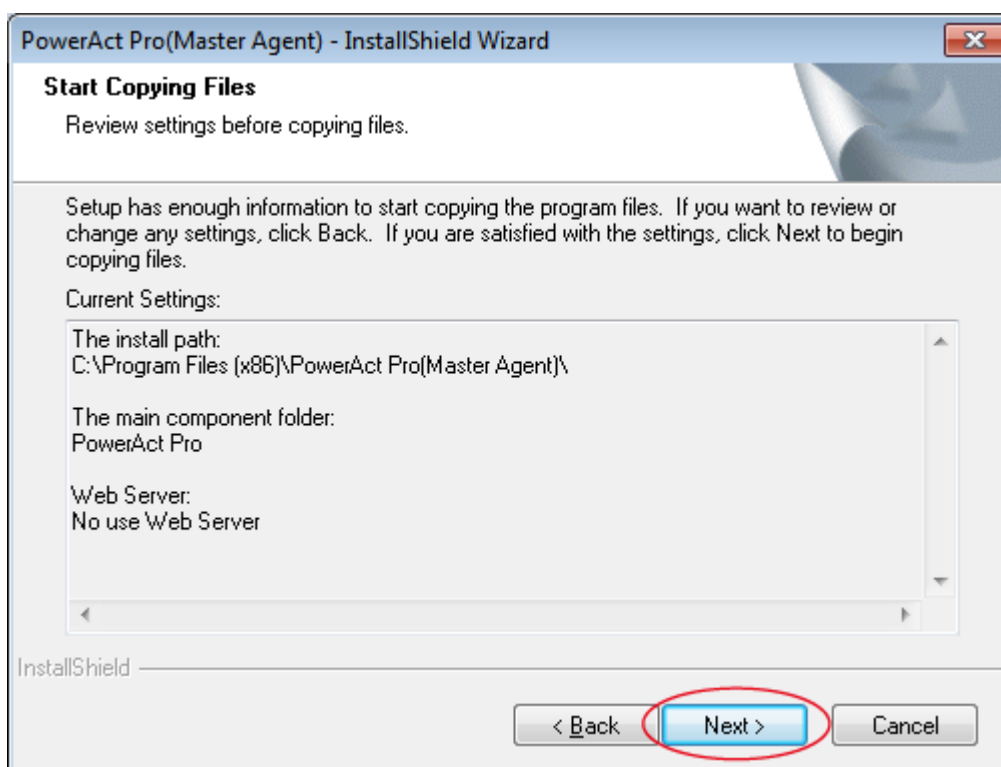 PowerAct Pro(Master Agent) - InstallShield Wizard
Start Copying Files
Review settings before copying files.
Setup has enough information to start copying the program files.  If you want to review or
change any settings, click Back.  If you are satisfied with the settings, click Next to begin
copying files.
Current Settings:
The install path:
C:\Program Files (x86)\PowerAct Pro(Master Agent)\
The main component folder:
PowerAct Pro
Web Server:
No use Web Server
InstallShield
< Back
Next >
Cancel